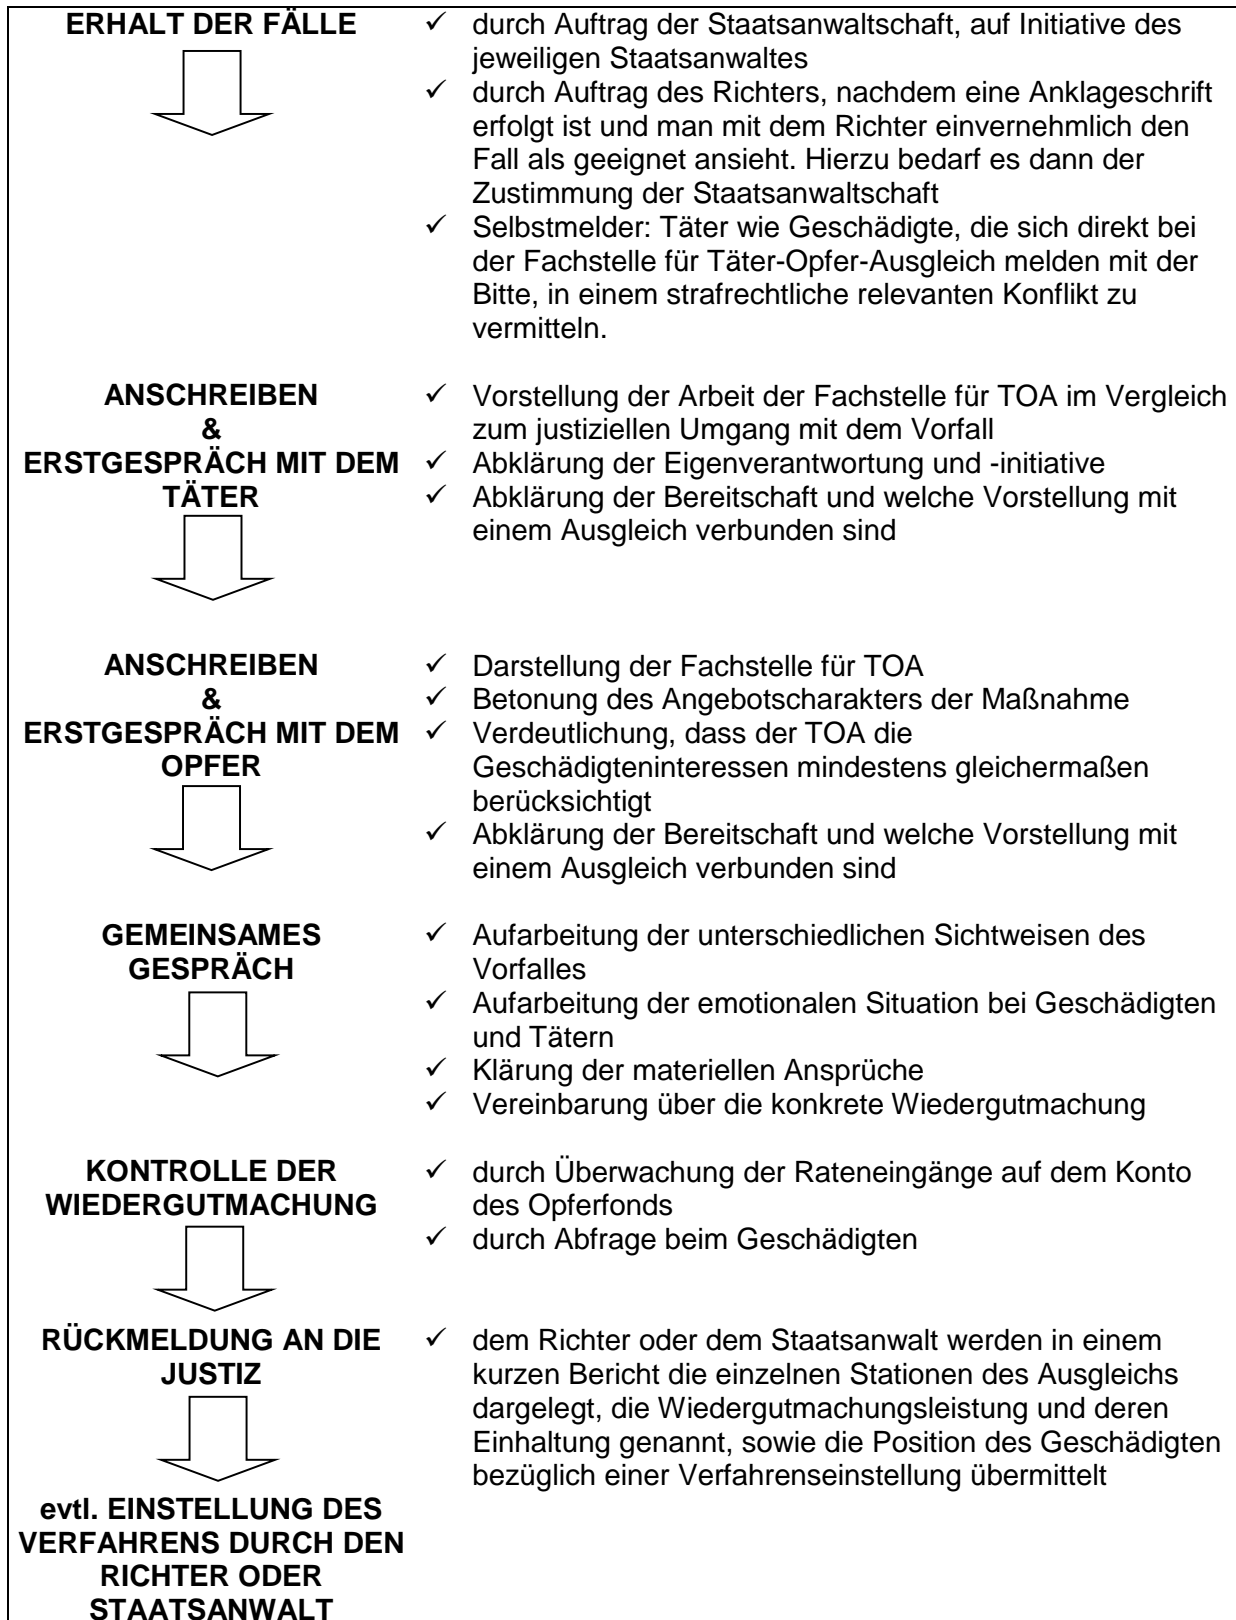 ERHALT DER FÄLLE
✓ durch Auftrag der Staatsanwaltschaft, auf Initiative des
jeweiligen Staatsanwaltes
✓ durch Auftrag des Richters, nachdem eine Anklageschrift
erfolgt ist und man mit dem Richter einvernehmlich den
Fall als geeignet ansieht. Hierzu bedarf es dann der
Zustimmung der Staatsanwaltschaft
✓ Selbstmelder: Täter wie Geschädigte, die sich direkt bei
der Fachstelle für Täter-Opfer-Ausgleich melden mit der
Bitte, in einem strafrechtliche relevanten Konflikt zu
vermitteln.
ANSCHREIBEN
&
ERSTGESPRÄCH MIT DEM
TÄTER
✓ Vorstellung der Arbeit der Fachstelle für TOA im Vergleich
zum justiziellen Umgang mit dem Vorfall
✓ Abklärung der Eigenverantwortung und -initiative
✓ Abklärung der Bereitschaft und welche Vorstellung mit
einem Ausgleich verbunden sind
ANSCHREIBEN
&
ERSTGESPRÄCH MIT DEM
OPFER
✓ Darstellung der Fachstelle für TOA
✓ Betonung des Angebotscharakters der Maßnahme
✓ Verdeutlichung, dass der TOA die
Geschädigteninteressen mindestens gleichermaßen
berücksichtigt
✓ Abklärung der Bereitschaft und welche Vorstellung mit
einem Ausgleich verbunden sind
GEMEINSAMES
GESPRÄCH
✓ Aufarbeitung der unterschiedlichen Sichtweisen des
Vorfalles
✓ Aufarbeitung der emotionalen Situation bei Geschädigten
und Tätern
✓ Klärung der materiellen Ansprüche
✓ Vereinbarung über die konkrete Wiedergutmachung
KONTROLLE DER
WIEDERGUTMACHUNG
✓ durch Überwachung der Rateneingänge auf dem Konto
des Opferfonds
✓ durch Abfrage beim Geschädigten
RÜCKMELDUNG AN DIE
JUSTIZ
✓ dem Richter oder dem Staatsanwalt werden in einem
kurzen Bericht die einzelnen Stationen des Ausgleichs
dargelegt, die Wiedergutmachungsleistung und deren
Einhaltung genannt, sowie die Position des Geschädigten
bezüglich einer Verfahrenseinstellung übermittelt
evtl. EINSTELLUNG DES
VERFAHRENS DURCH DEN
RICHTER ODER
STAATSANWALT